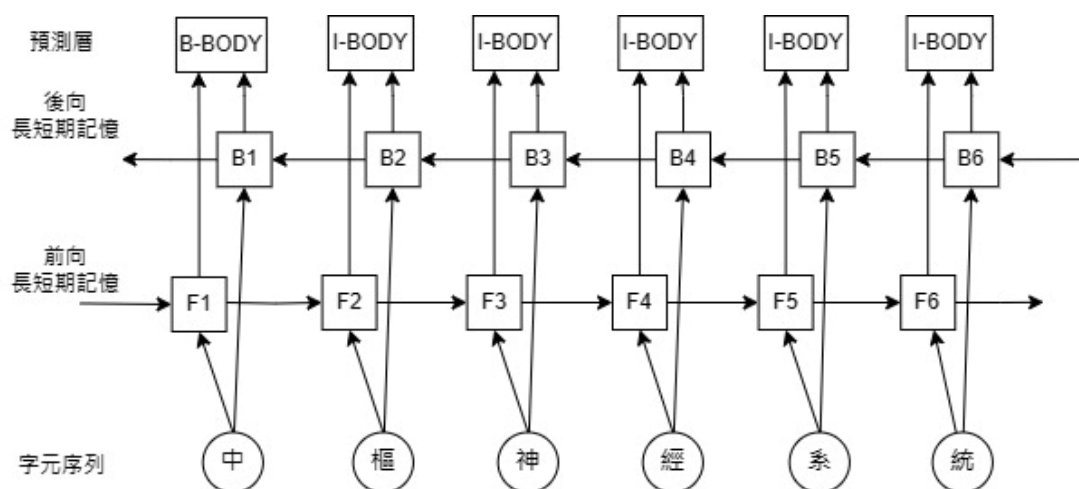 預測層 B-BODY I-BODY I-BODY I-BODY I-BODY I-BODY
後向
長短期記憶
B1 B2 B3 B4 B5 B6
前向
長短期記憶
F1 F2 F3 F4 F5 F6
字元序列 中 樞 神 經 系 統